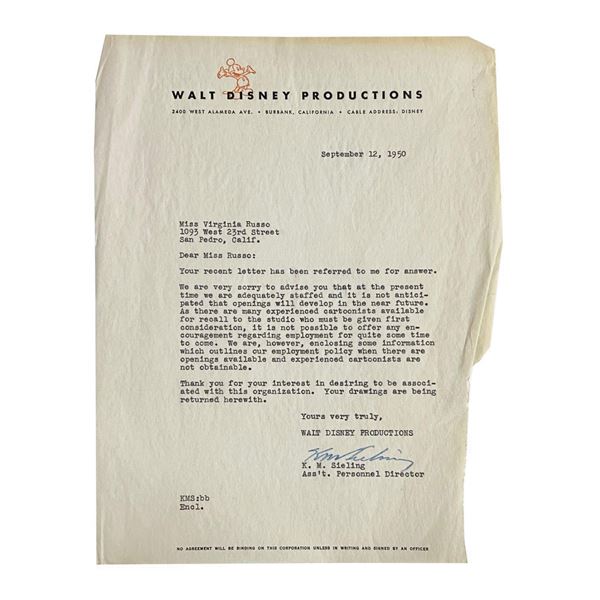 WALT DISNEY PRODUCTIONS
2400 WEST ALAMEDA AVE. • BURBANK, CALIFORNIA • CABLE ADDRESS: DISNEY
September 12, 1950
Miss Virginia Russo
1093 West 23rd Street
San Pedro, Calif.
Dear Miss Russo:
Your recent letter has been referred to me for answer.
We are very sorry to advise you that at the present
time we are adequately staffed and it is not antici-
pated that openings will develop in the near future.
As there are many experienced cartoonists available
for recall to the studio who must be given first
consideration, it is not possible to offer any en-
couragement regarding employment for quite some time
to come. We are, however, enclosing some information
which outlines our employment policy when there are
openings available and experienced cartoonists are
not obtainable.
Thank you for your interest in desiring to be associ-
ated with this organization. Your drawings are being
returned herewith.
Yours very truly,
WALT DISNEY PRODUCTIONS
KMSieling
K. M. Sieling
Ass't. Personnel Director
KMS:bb
Encl.
NO AGREEMENT WILL BE BINDING ON THIS CORPORATION UNLESS IN WRITING AND SIGNED BY AN OFFICER